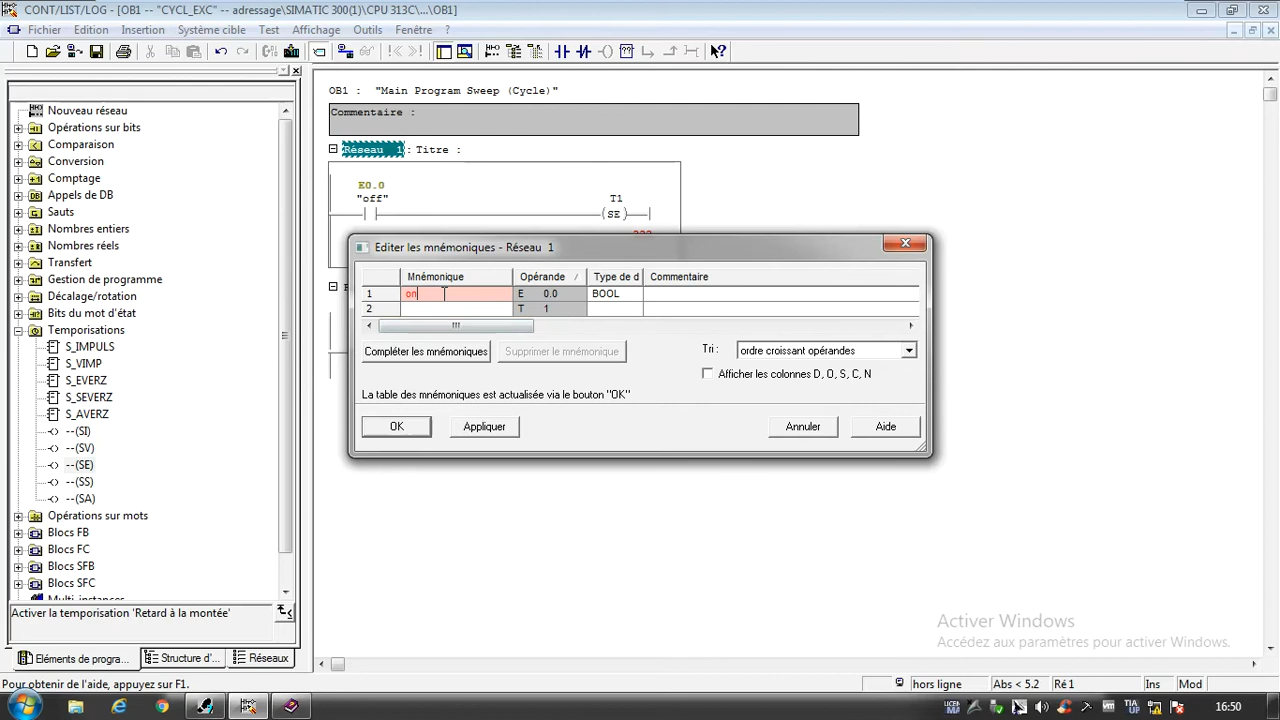 CONT/LIST/LOG - [OB1 -- "CYCL_EXC" -- adressage\SIMATIC 300(1)\CPU 313C\...\OB1]
Fichier Edition Insertion Système cible Test Affichage Outils Fenêtre ?
OB1 : "Main Program Sweep (Cycle)"
Commentaire :
Réseau 1 : Titre :
E0.0
"off"
T1
(SE)
Nouveau réseau
Opérations sur bits
Comparaison
Conversion
Comptage
Appels de DB
Sauts
Nombres entiers
Nombres réels
Transfert
Gestion de programme
Décalage/rotation
Bits du mot d'état
Temporisations
S_IMPULS
S_VIMP
S_EVERZ
S_SEVERZ
S_AVERZ
--(SI)
--(SV)
--(SE)
--(SS)
--(SA)
Opérations sur mots
Blocs FB
Blocs FC
Blocs SFB
Blocs SFC
Multi-instances
Activer la temporisation 'Retard à la montée'
Eléments de progra... Structure d'... Réseaux
Editer les mnémoniques - Réseau 1
Mnémonique Opérande / Type de d Commentaire
1 on E 0.0 BOOL
2 T 1
Compléter les mnémoniques Supprimer le mnémonique Tri : ordre croissant opérandes
Afficher les colonnes D, O, S, C, N
La table des mnémoniques est actualisée via le bouton "OK"
OK Appliquer Annuler Aide
Activer Windows
Accédez aux paramètres pour activer Windows.
Pour obtenir de l'aide, appuyez sur F1.
hors ligne Abs < 5.2 Ré 1 Ins Mod
16:50